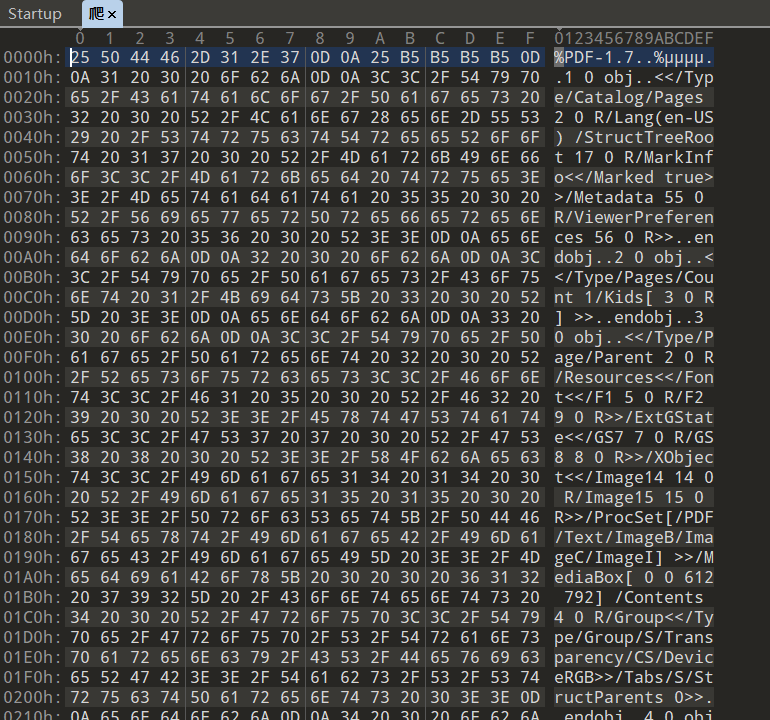 Startup 爬 ×
0 1 2 3 4 5 6 7 8 9 A B C D E F 0123456789ABCDEF
0000h: 25 50 44 46 2D 31 2E 37 0D 0A 25 B5 B5 B5 B5 0D %PDF-1.7..%µµµµ.
0010h: 0A 31 20 30 20 6F 62 6A 0D 0A 3C 3C 2F 54 79 70 .1 0 obj..<</Typ
0020h: 65 2F 43 61 74 61 6C 6F 67 2F 50 61 67 65 73 20 e/Catalog/Pages
0030h: 32 20 30 20 52 2F 4C 61 6E 67 28 65 6E 2D 55 53 2 0 R/Lang(en-US
0040h: 29 20 2F 53 74 72 75 63 74 54 72 65 65 52 6F 6F ) /StructTreeRoo
0050h: 74 20 31 37 20 30 20 52 2F 4D 61 72 6B 49 6E 66 t 17 0 R/MarkInf
0060h: 6F 3C 3C 2F 4D 61 72 6B 65 64 20 74 72 75 65 3E o<</Marked true>
0070h: 3E 2F 4D 65 74 61 64 61 74 61 20 35 35 20 30 20 >/Metadata 55 0
0080h: 52 2F 56 69 65 77 65 72 50 72 65 66 65 72 65 6E R/ViewerPreferen
0090h: 63 65 73 20 35 36 20 30 20 52 3E 3E 0D 0A 65 6E ces 56 0 R>>..en
00A0h: 64 6F 62 6A 0D 0A 32 20 30 20 6F 62 6A 0D 0A 3C dobj..2 0 obj..<
00B0h: 3C 2F 54 79 70 65 2F 50 61 67 65 73 2F 43 6F 75 </Type/Pages/Cou
00C0h: 6E 74 20 31 2F 4B 69 64 73 5B 20 33 20 30 20 52 nt 1/Kids[ 3 0 R
00D0h: 5D 20 3E 3E 0D 0A 65 6E 64 6F 62 6A 0D 0A 33 20 ] >>..endobj..3
00E0h: 30 20 6F 62 6A 0D 0A 3C 3C 2F 54 79 70 65 2F 50 0 obj..<</Type/P
00F0h: 61 67 65 2F 50 61 72 65 6E 74 20 32 20 30 20 52 age/Parent 2 0 R
0100h: 2F 52 65 73 6F 75 72 63 65 73 3C 3C 2F 46 6F 6E /Resources<</Fon
0110h: 74 3C 3C 2F 46 31 20 35 20 30 20 52 2F 46 32 20 t<</F1 5 0 R/F2
0120h: 39 20 30 20 52 3E 3E 2F 45 78 74 47 53 74 61 74 9 0 R>>/ExtGStat
0130h: 65 3C 3C 2F 47 53 37 20 37 20 30 20 52 2F 47 53 e<</GS7 7 0 R/GS
0140h: 38 20 38 20 30 20 52 3E 3E 2F 58 4F 62 6A 65 63 8 8 0 R>>/XObjec
0150h: 74 3C 3C 2F 49 6D 61 67 65 31 34 20 31 34 20 30 t<</Image14 14 0
0160h: 20 52 2F 49 6D 61 67 65 31 35 20 31 35 20 30 20 R/Image15 15 0
0170h: 52 3E 3E 2F 50 72 6F 63 53 65 74 5B 2F 50 44 46 R>>/ProcSet[/PDF
0180h: 2F 54 65 78 74 2F 49 6D 61 67 65 42 2F 49 6D 61 /Text/ImageB/Ima
0190h: 67 65 43 2F 49 6D 61 67 65 49 5D 20 3E 3E 2F 4D geC/ImageI] >>/M
01A0h: 65 64 69 61 42 6F 78 5B 20 30 20 30 20 36 31 32 ediaBox[ 0 0 612
01B0h: 20 37 39 32 5D 20 2F 43 6F 6E 74 65 6E 74 73 20 792] /Contents
01C0h: 34 20 30 20 52 2F 47 72 6F 75 70 3C 3C 2F 54 79 4 0 R/Group<</Ty
01D0h: 70 65 2F 47 72 6F 75 70 2F 53 2F 54 72 61 6E 73 pe/Group/S/Trans
01E0h: 70 61 72 65 6E 63 79 2F 43 53 2F 44 65 76 69 63 parency/CS/Devic
01F0h: 65 52 47 42 3E 3E 2F 54 61 62 73 2F 53 2F 53 74 eRGB>>/Tabs/S/St
0200h: 72 75 63 74 50 61 72 65 6E 74 73 20 30 3E 3E 0D ructParents 0>>.
0210h: 0A 65 6E 64 6F 62 6A 0D 0A 34 20 30 20 6F 62 6A .endobj..4 0 obj